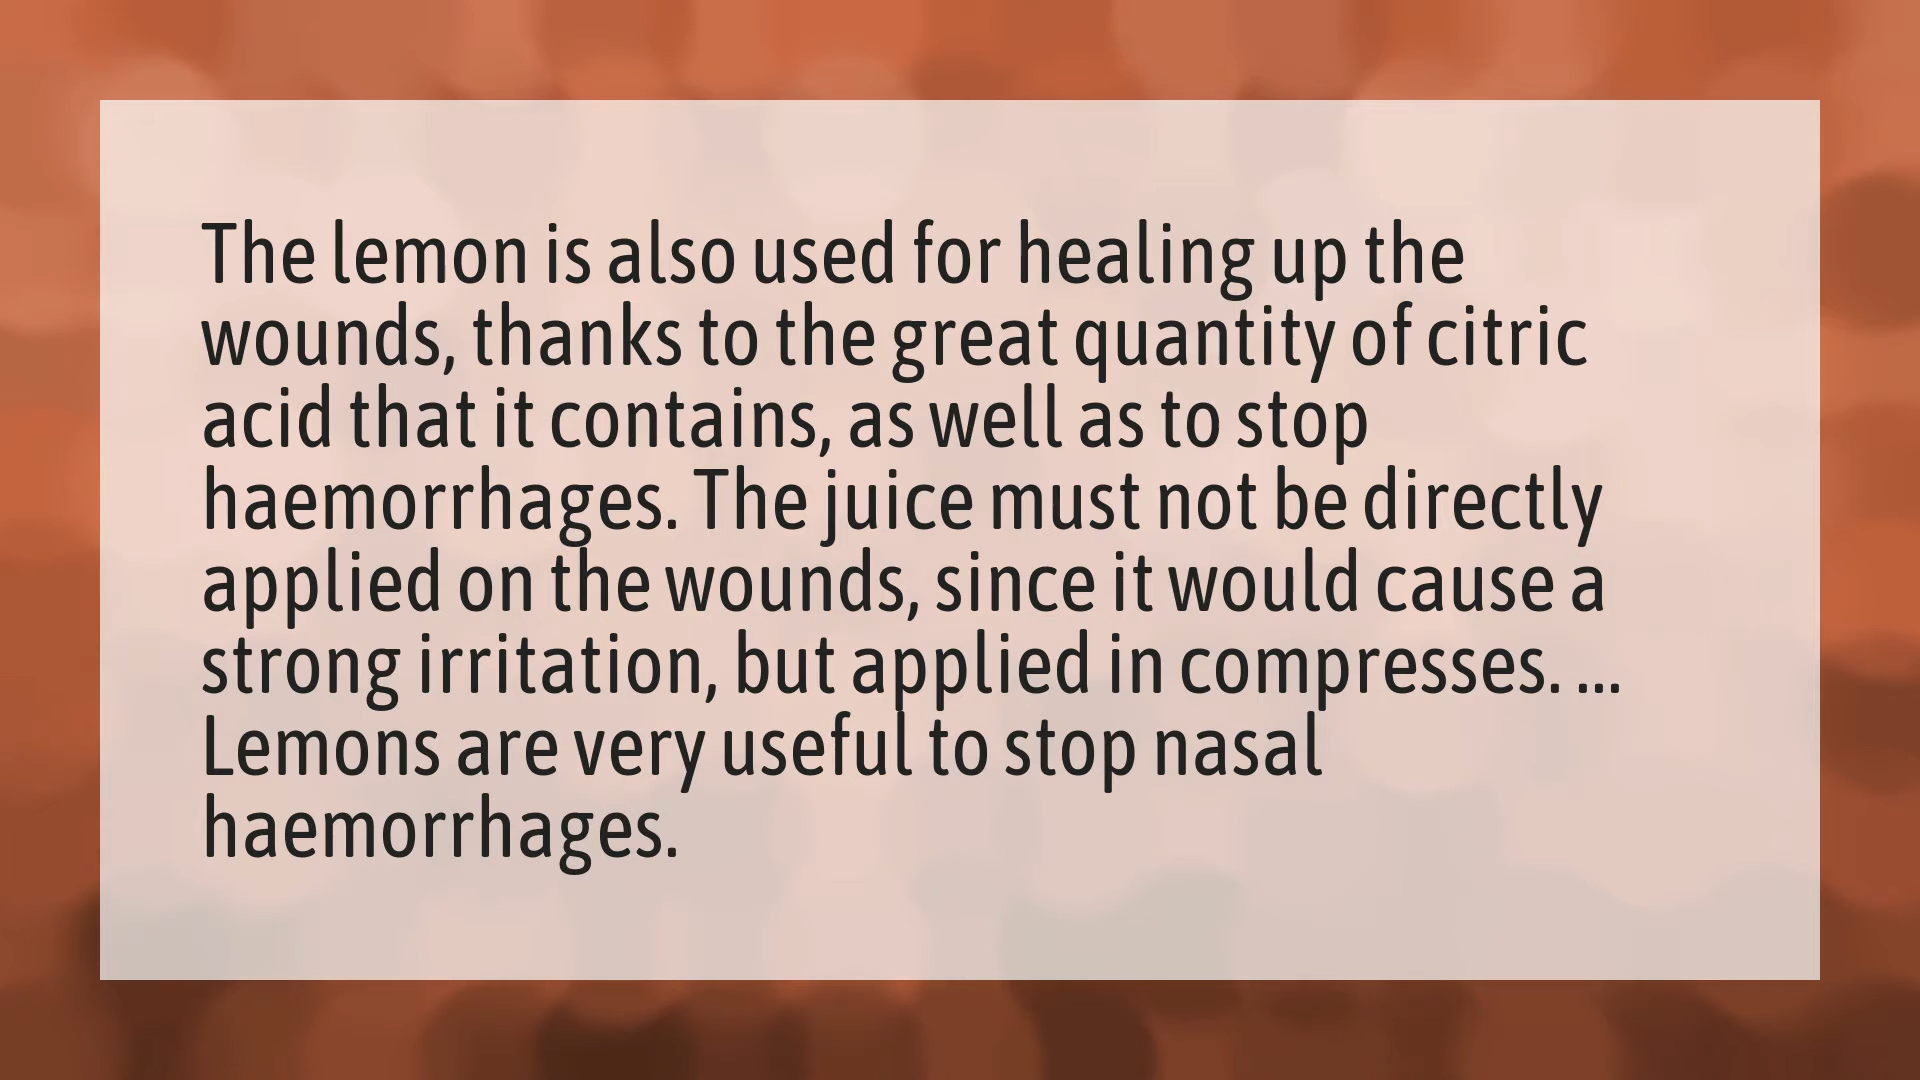 The lemon is also used for healing up the
wounds, thanks to the great quantity of citric
acid that it contains, as well as to stop
haemorrhages. The juice must not be directly
applied on the wounds, since it would cause a
strong irritation, but applied in compresses. ...
Lemons are very useful to stop nasal
haemorrhages.